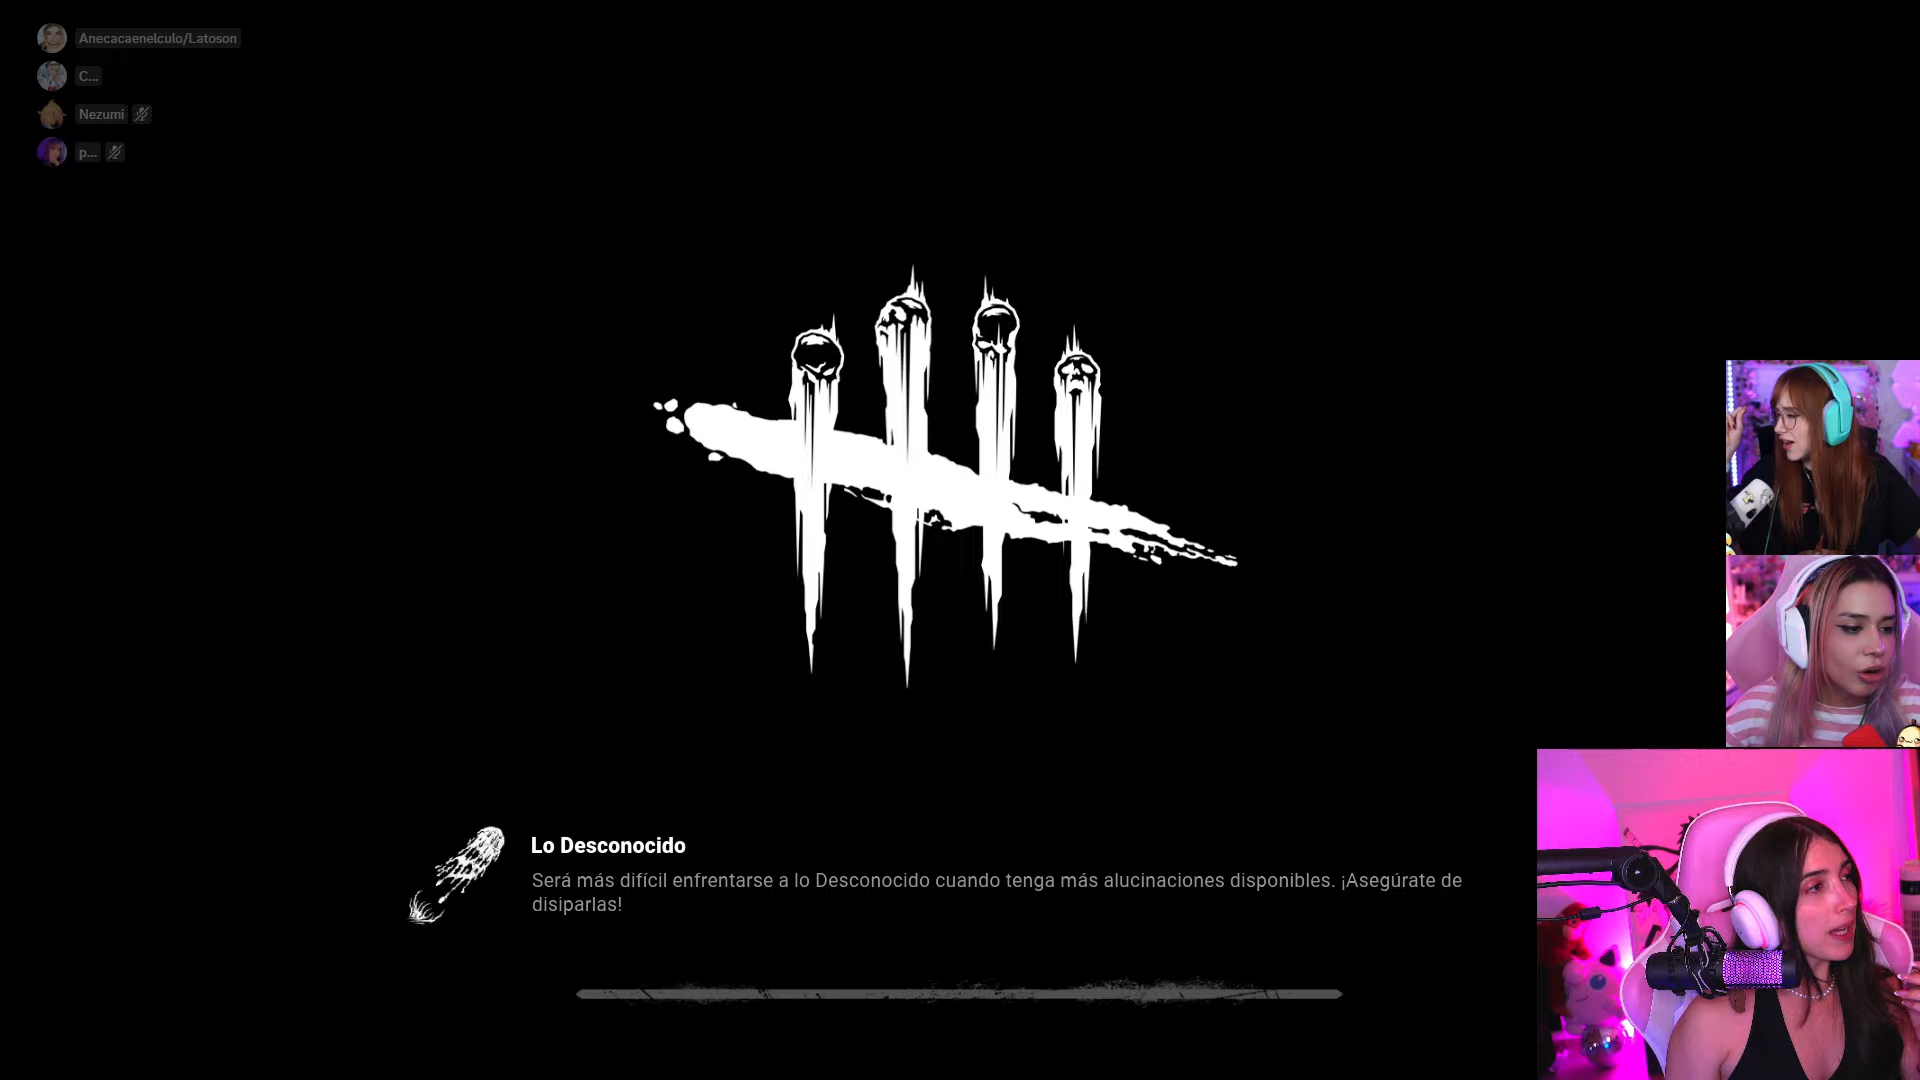 Anecacaenelculo/Latoson
C...
Nezumi
p...
Lo Desconocido
Será más difícil enfrentarse a lo Desconocido cuando tenga más alucinaciones disponibles. ¡Asegúrate de
disiparlas!